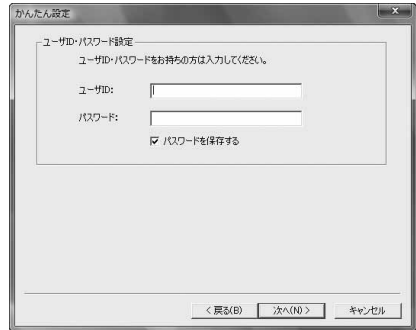 かんたん設定
ユーザID・パスワード設定
ユーザID・パスワードをお持ちの方は入力してください。
ユーザID:
パスワード:
パスワードを保存する
< 戻る(B)
次へ(N) >
キャンセル